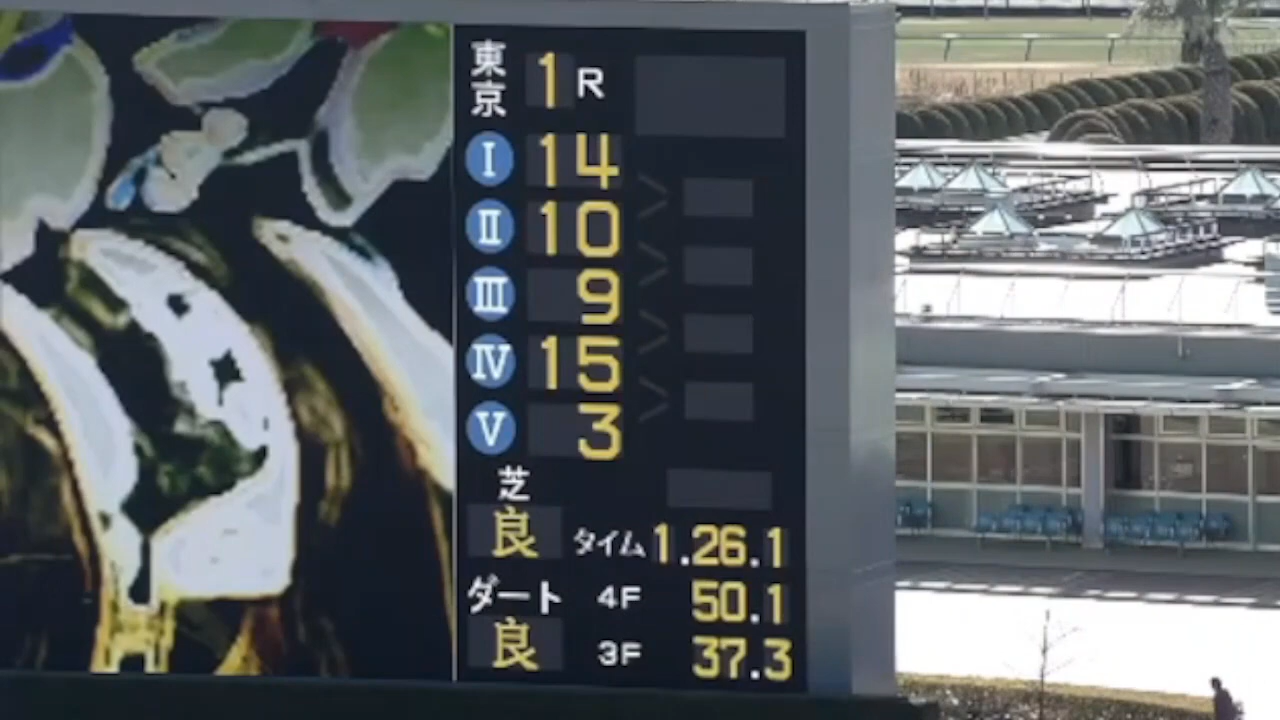 東京 1 R
I 14
II 10
III 9
IV 15
V 3
芝
良 タイム 1.26.1
ダート 4F 50.1
良 3F 37.3